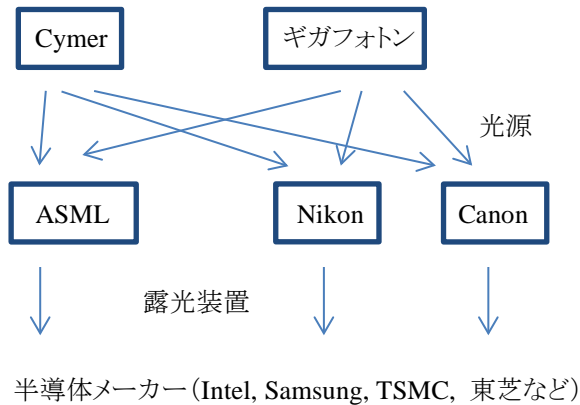 Cymer
ギガフォトン
光源
ASML
Nikon
Canon
露光装置
半導体メーカー(Intel, Samsung, TSMC, 東芝など)